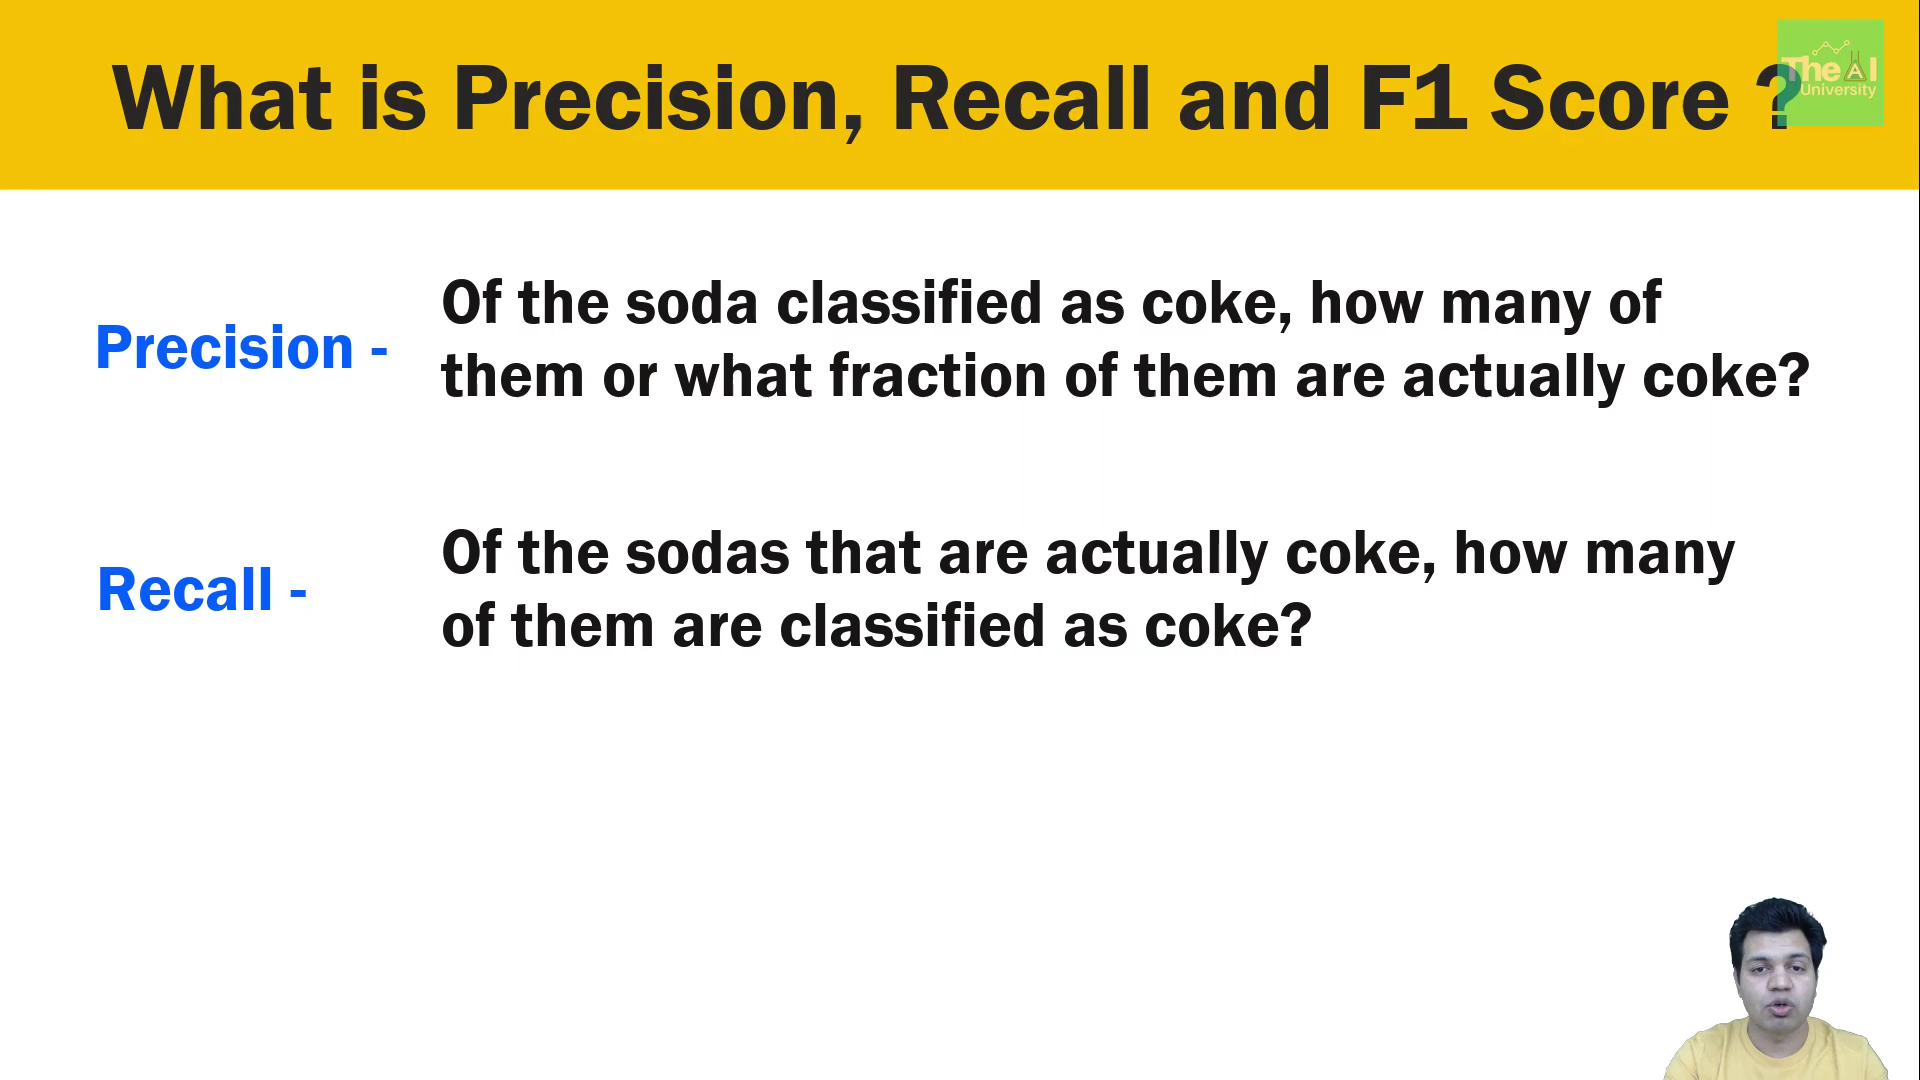 What is Precision, Recall and F1 Score ?
The AI
University
Precision -
Of the soda classified as coke, how many of
them or what fraction of them are actually coke?
Recall -
Of the sodas that are actually coke, how many
of them are classified as coke?